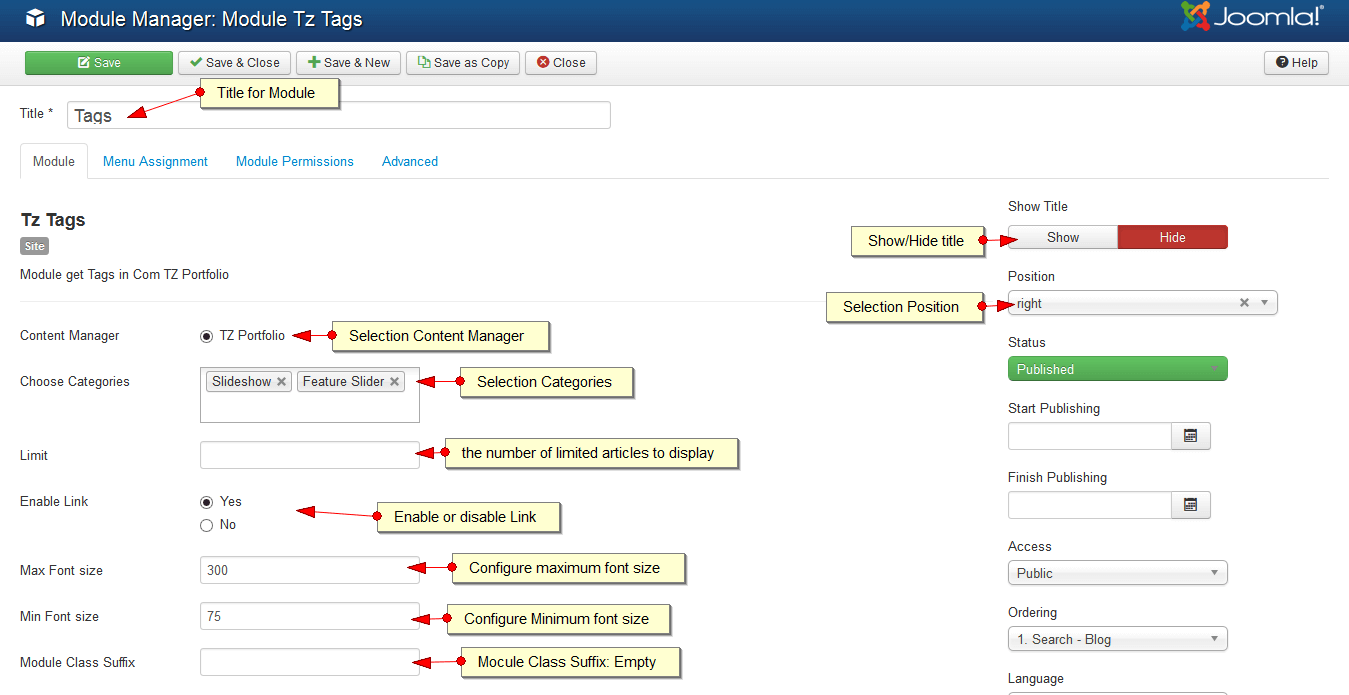 Module Manager: Module Tz Tags
Joomla!®
Save
Save & Close
Save & New
Save as Copy
Close
Help
Title for Module
Title *
Tags
Module
Menu Assignment
Module Permissions
Advanced
Tz Tags
Site
Module get Tags in Com TZ Portfolio
Content Manager
TZ Portfolio
Selection Content Manager
Choose Categories
Slideshow
Feature Slider
Selection Categories
Limit
the number of limited articles to display
Enable Link
Yes
No
Enable or disable Link
Max Font size
300
Configure maximum font size
Min Font size
75
Configure Minimum font size
Module Class Suffix
Mocule Class Suffix: Empty
Show Title
Show/Hide title
Show
Hide
Position
Selection Position
right
Status
Published
Start Publishing
Finish Publishing
Access
Public
Ordering
1. Search - Blog
Language